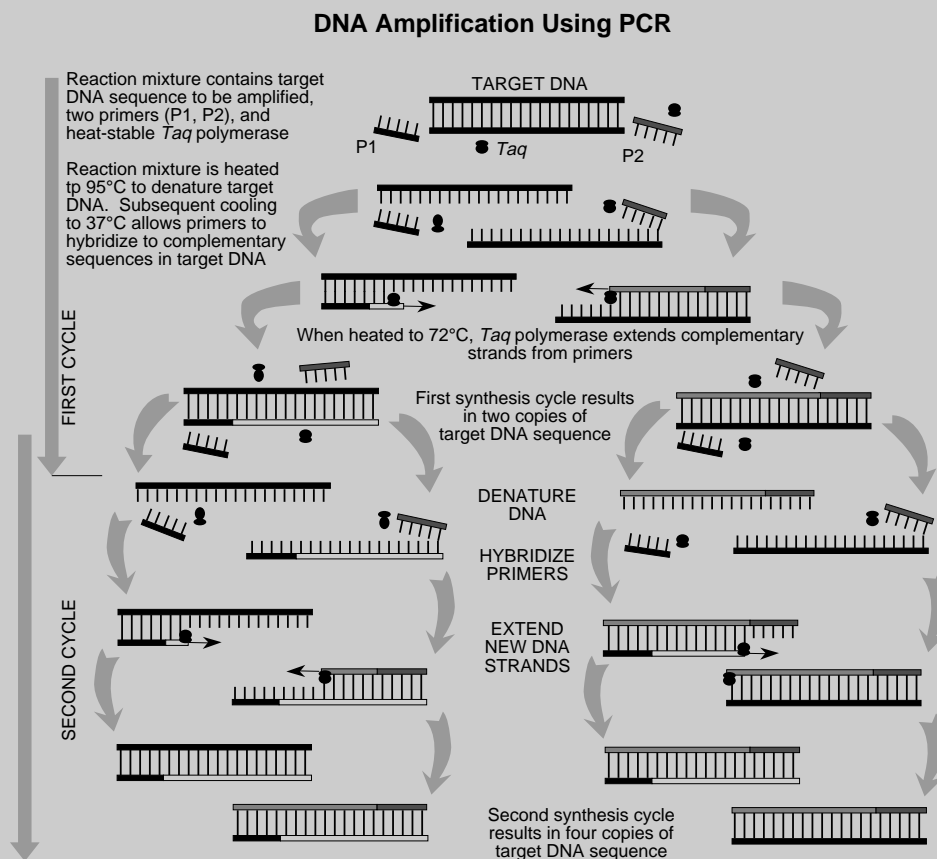 DNA Amplification Using PCR
Reaction mixture contains target
DNA sequence to be amplified,
two primers (P1, P2), and
heat-stable Taq polymerase
TARGET DNA
P1
Taq
P2
Reaction mixture is heated
tp 95°C to denature target
DNA. Subsequent cooling
to 37°C allows primers to
hybridize to complementary
sequences in target DNA
When heated to 72°C, Taq polymerase extends complementary
strands from primers
FIRST CYCLE
First synthesis cycle results
in two copies of
target DNA sequence
DENATURE
DNA
HYBRIDIZE
PRIMERS
EXTEND
NEW DNA
STRANDS
SECOND CYCLE
Second synthesis cycle
results in four copies of
target DNA sequence